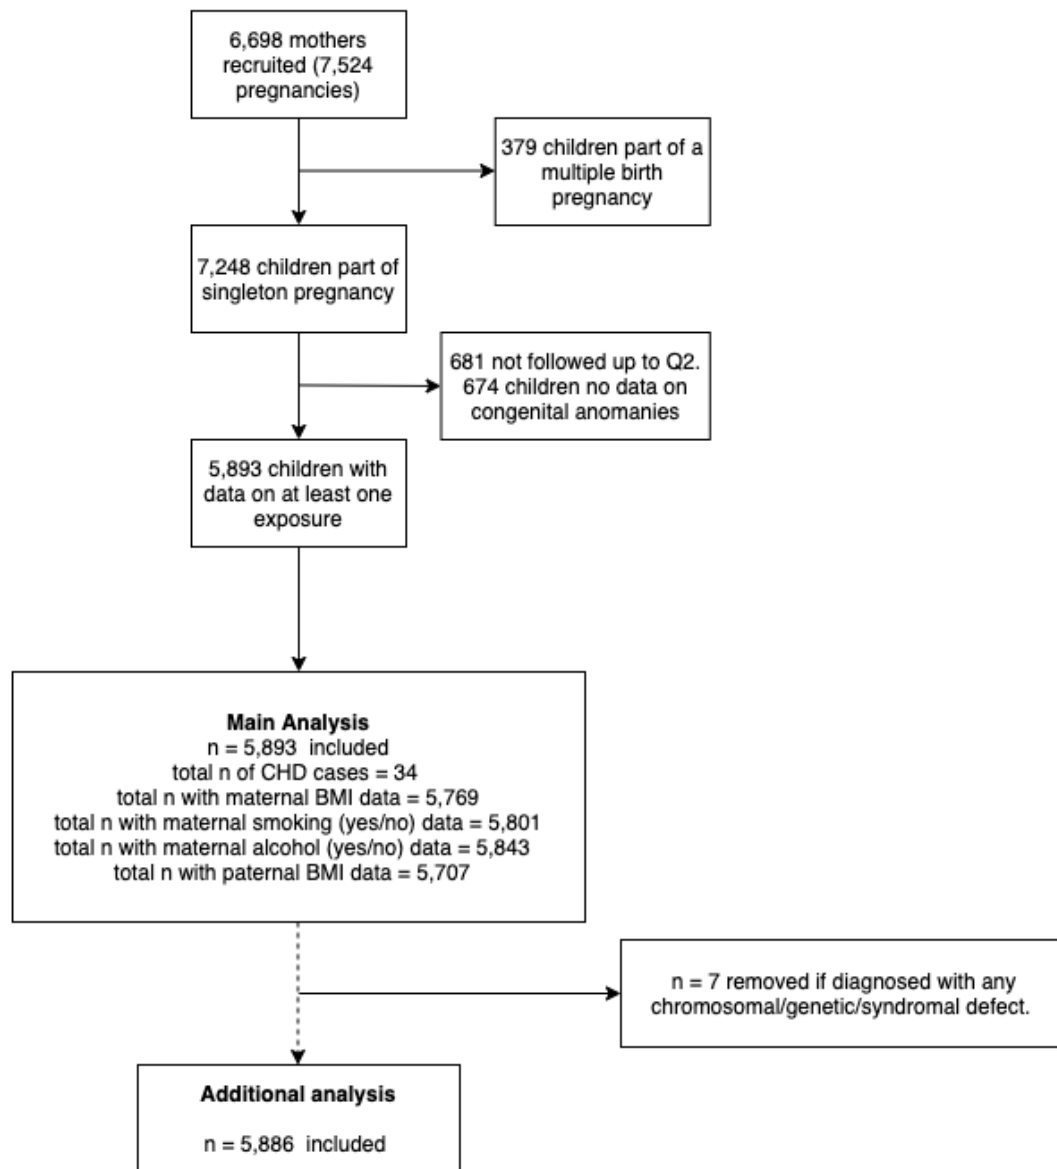 6,698 mothers
recruited (7,524
pregnancies)
379 children part of a
multiple birth
pregnancy
7,248 children part of
singleton pregnancy
681 not followed up to Q2.
674 children no data on
congenital anomanies
5,893 children with
data on at least one
exposure
Main Analysis
n = 5,893 included
total n of CHD cases = 34
total n with maternal BMI data = 5,769
total n with maternal smoking (yes/no) data = 5,801
total n with maternal alcohol (yes/no) data = 5,843
total n with paternal BMI data = 5,707
n = 7 removed if diagnosed with any
chromosomal/genetic/syndromal defect.
Additional analysis
n = 5,886 included